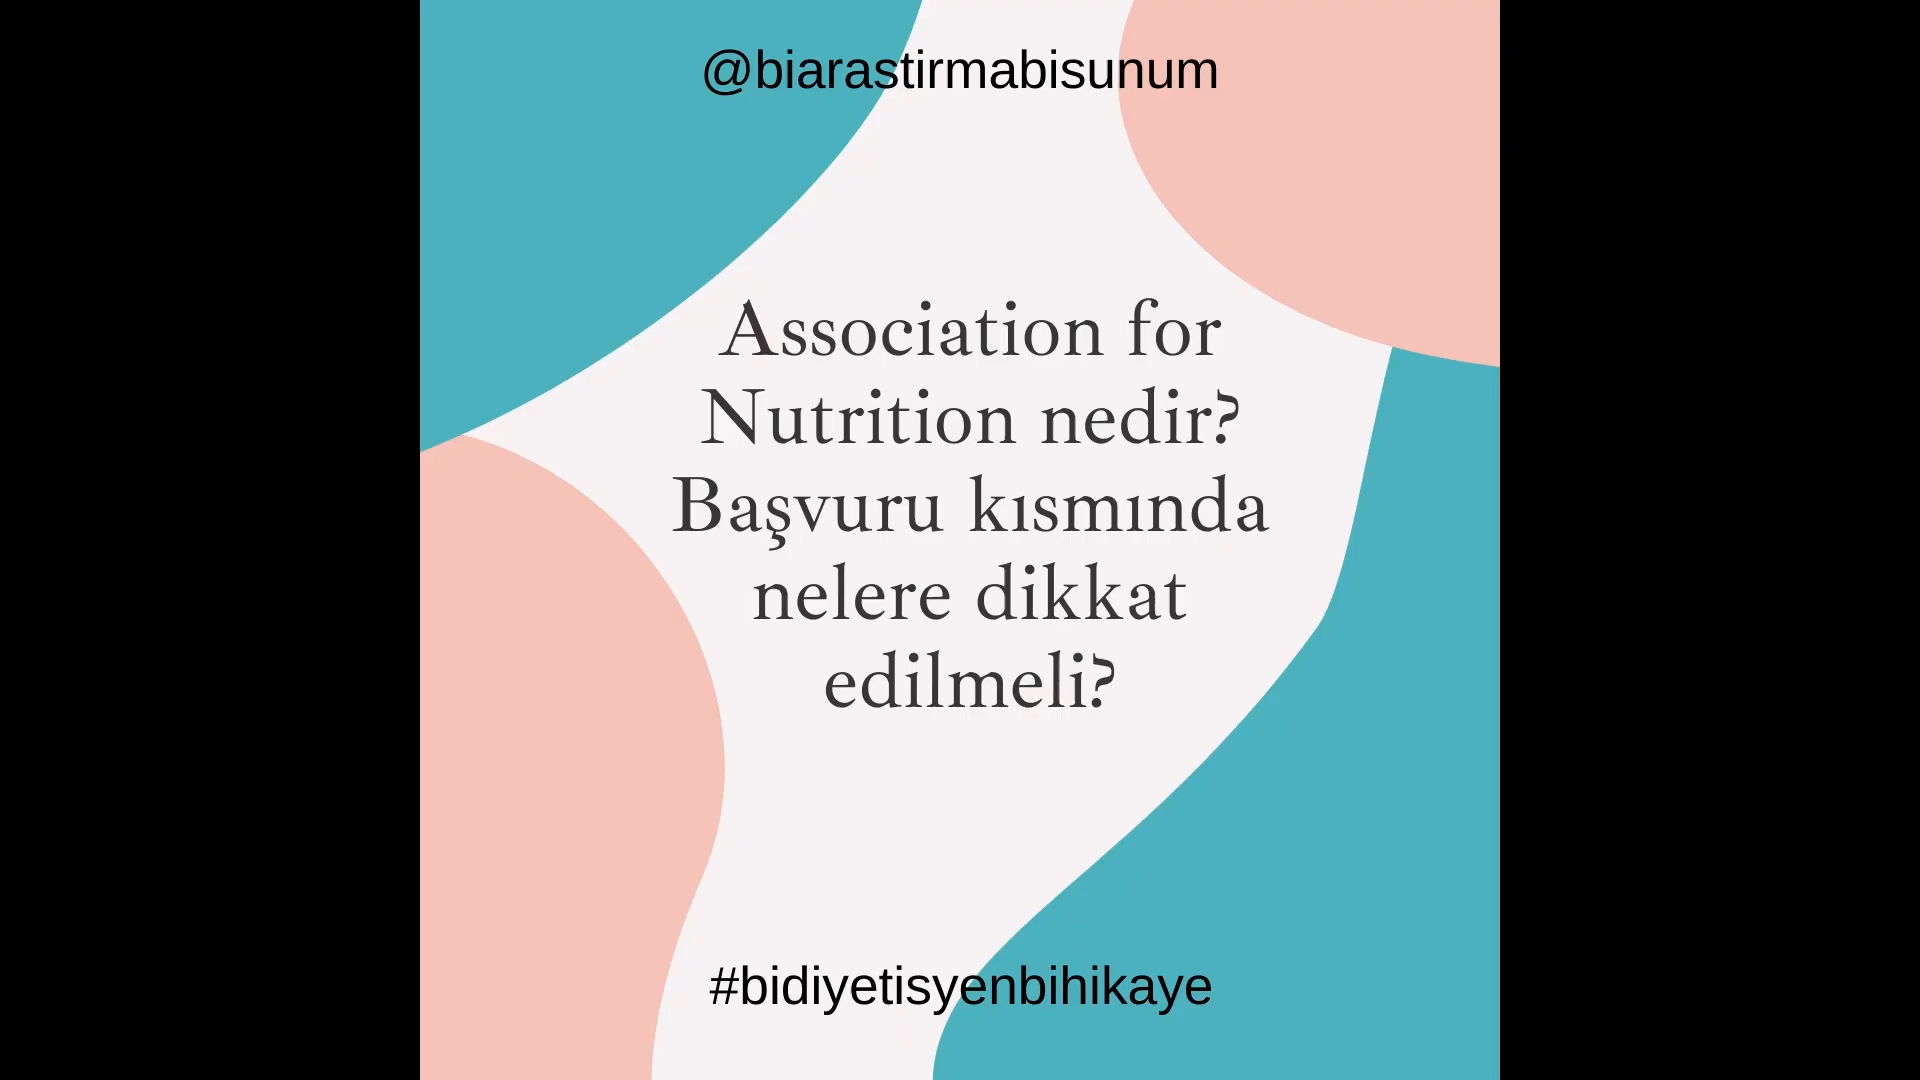 @biarastirmabisunum
Association for
Nutrition nedir?
Başvuru kısmında
nelere dikkat
edilmeli?
#bidiyetisyenbihikaye